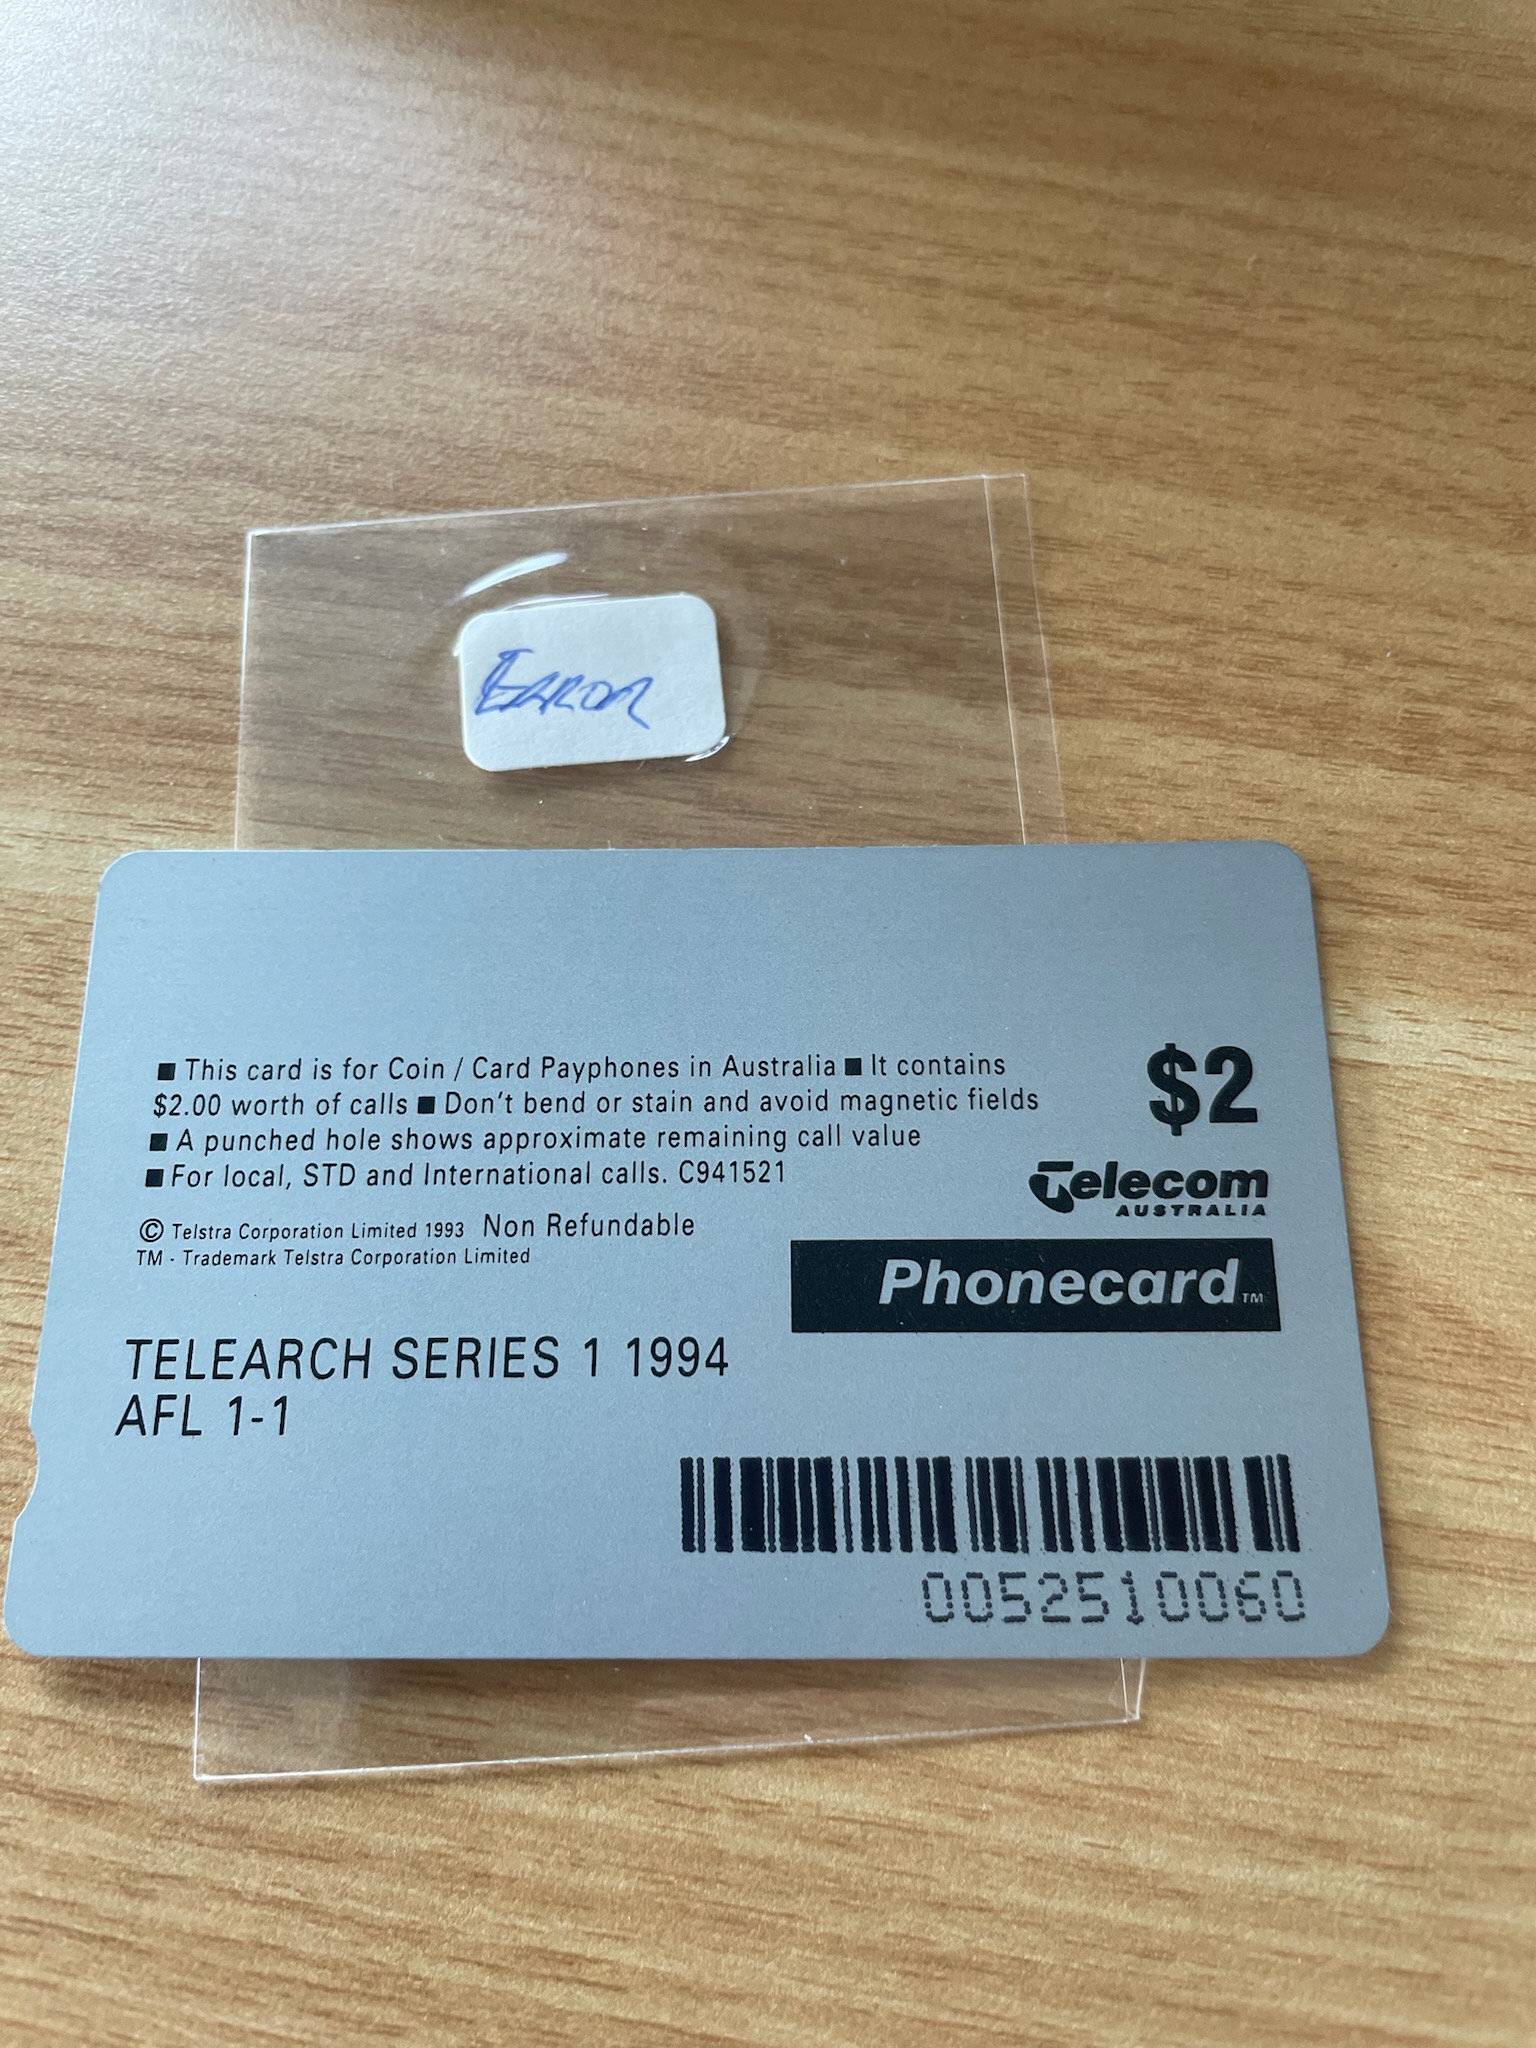 Error
■ This card is for Coin / Card Payphones in Australia ■ It contains
$2.00 worth of calls ■ Don't bend or stain and avoid magnetic fields
■ A punched hole shows approximate remaining call value
■ For local, STD and International calls. C941521
$2
Telecom
AUSTRALIA
© Telstra Corporation Limited 1993 Non Refundable
TM - Trademark Telstra Corporation Limited
Phonecard TM
TELEARCH SERIES 1 1994
AFL 1-1
0052510060